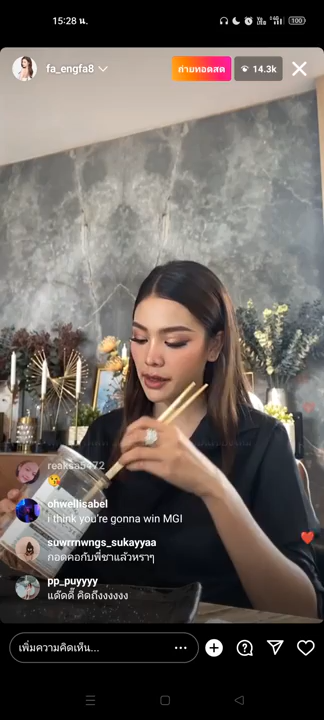 15:28 น.
100
fa_engfa8
ถ่ายทอดสด
14.3k
reaksa5472
ohwellisabel
i think you're gonna win MGI
suwrrnwngs_sukayyaa
กอดคอกับพี่ชาแล้วหราๆ
pp_puyyyy
แด๊ดดี๊ คิดถึงงงงงง
เพิ่มความคิดเห็น...